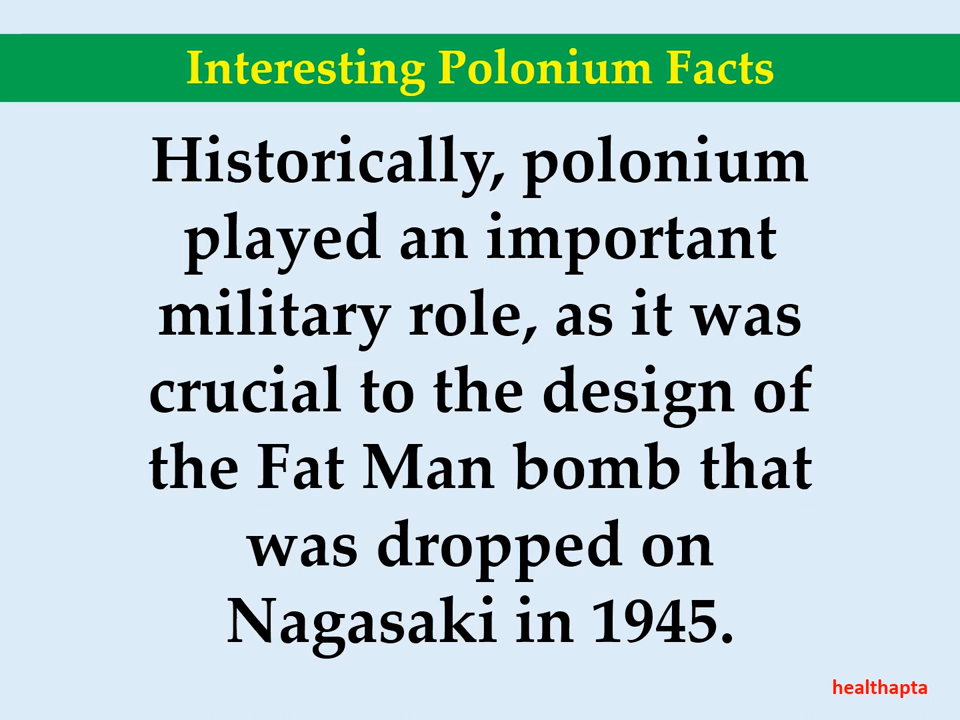 Interesting Polonium Facts
Historically, polonium
played an important
military role, as it was
crucial to the design of
the Fat Man bomb that
was dropped on
Nagasaki in 1945.
healthapta